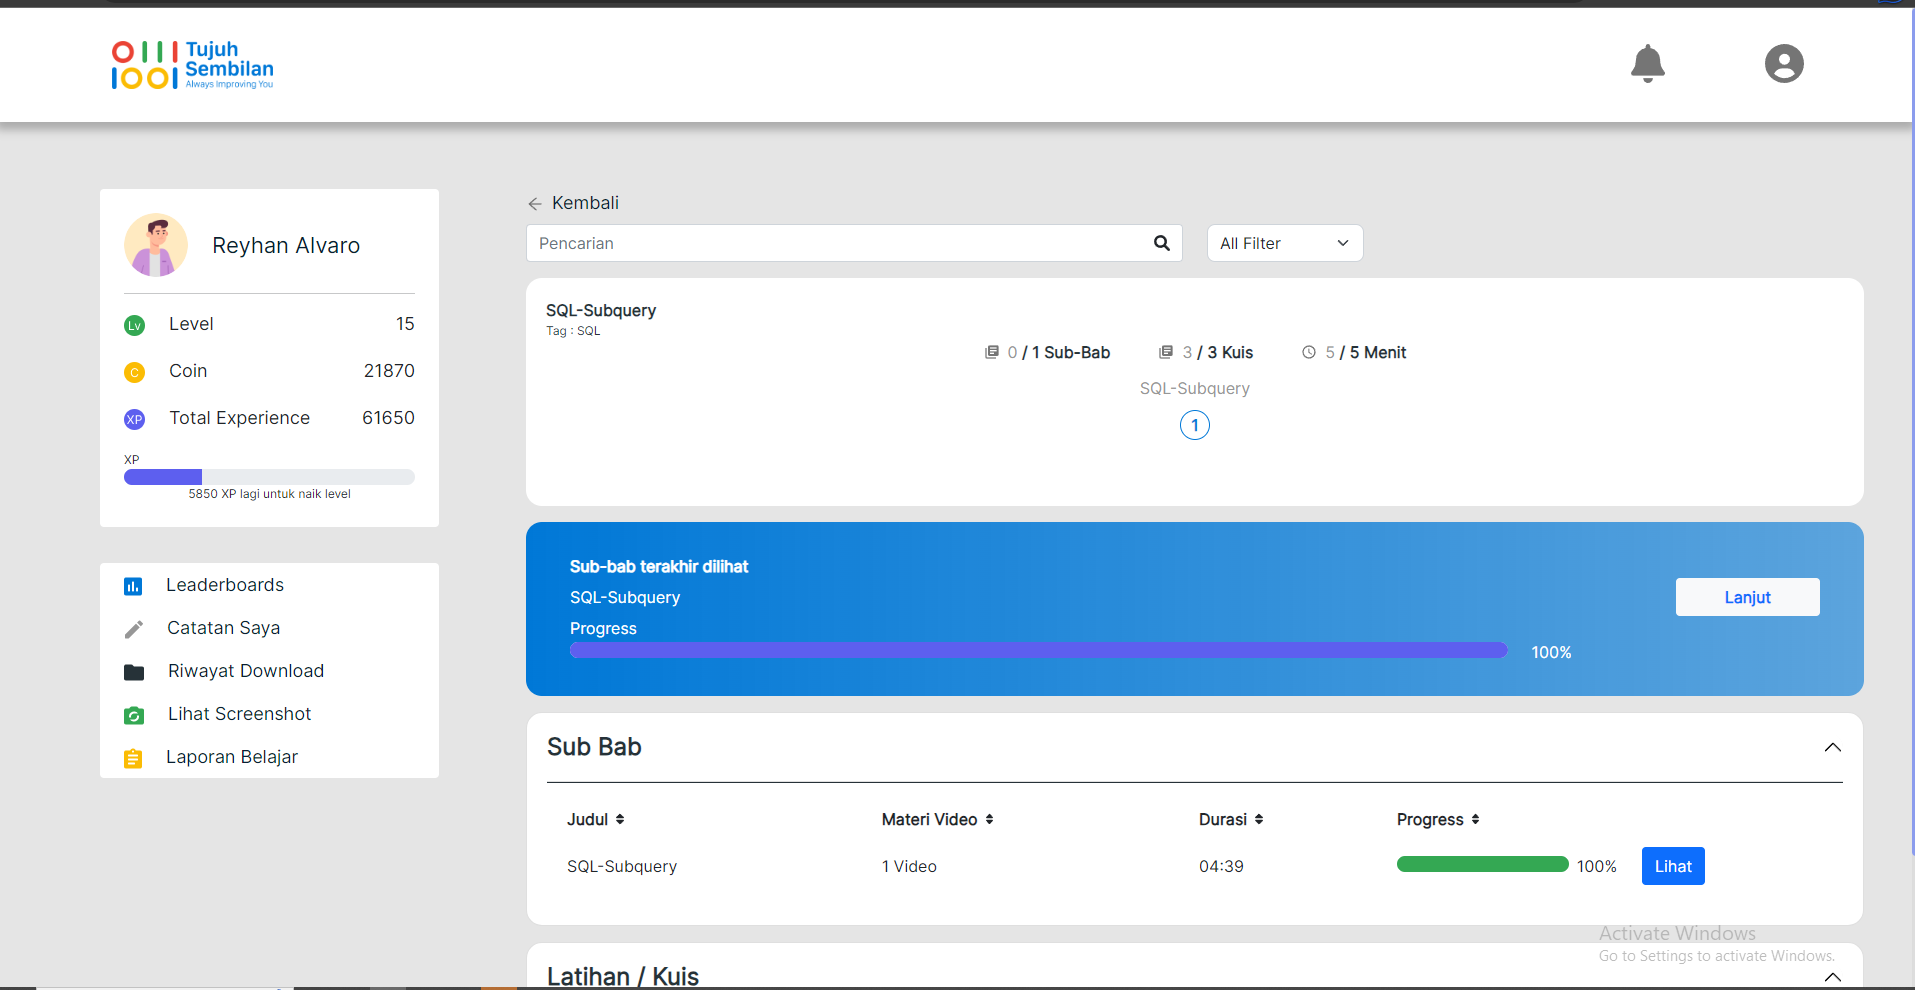 Tujuh
Sembilan
Always Improving You
Reyhan Alvaro
Lv Level 15
C Coin 21870
XP Total Experience 61650
XP
5850 XP lagi untuk naik level
Leaderboards
Catatan Saya
Riwayat Download
Lihat Screenshot
Laporan Belajar
Kembali
Pencarian
All Filter
SQL-Subquery
Tag : SQL
0 / 1 Sub-Bab 3 / 3 Kuis 5 / 5 Menit
SQL-Subquery
1
Sub-bab terakhir dilihat
SQL-Subquery
Progress
100%
Lanjut
Sub Bab
Judul Materi Video Durasi Progress
SQL-Subquery 1 Video 04:39 100% Lihat
Latihan / Kuis
Activate Windows
Go to Settings to activate Windows.